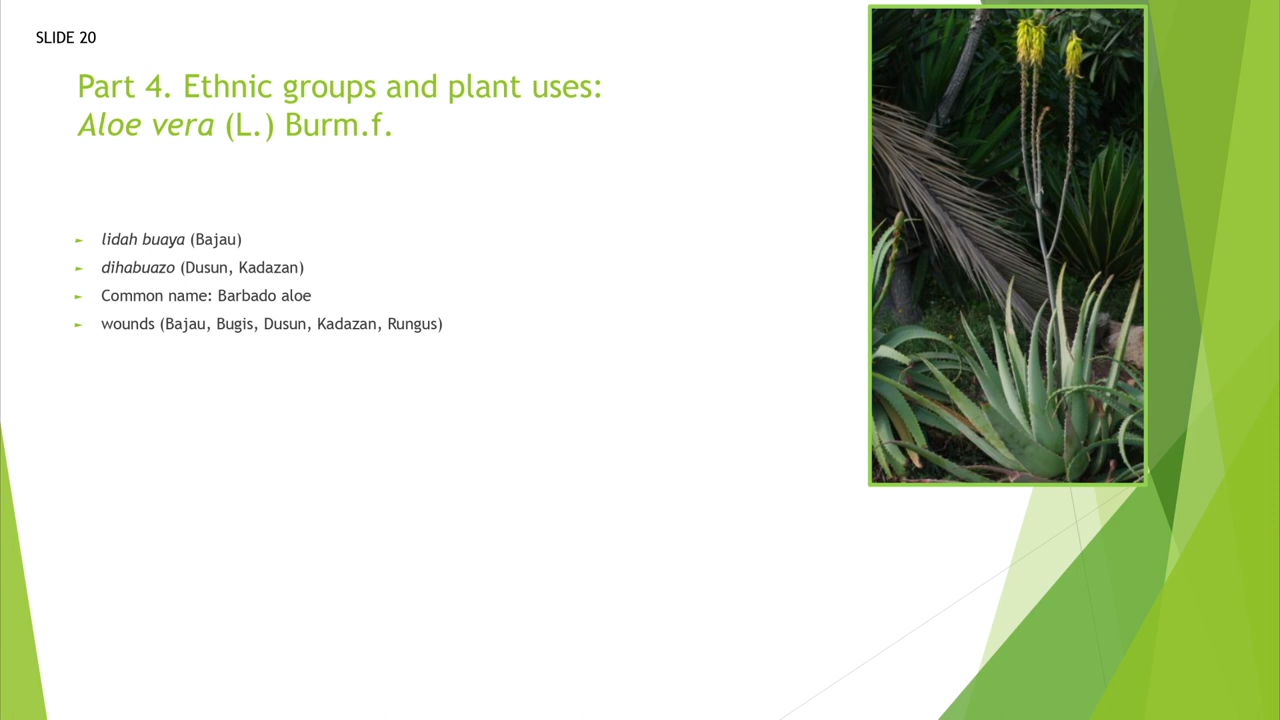 SLIDE 20
Part 4. Ethnic groups and plant uses:
Aloe vera (L.) Burm.f.
► lidah buaya (Bajau)
► dihabuazo (Dusun, Kadazan)
► Common name: Barbado aloe
► wounds (Bajau, Bugis, Dusun, Kadazan, Rungus)